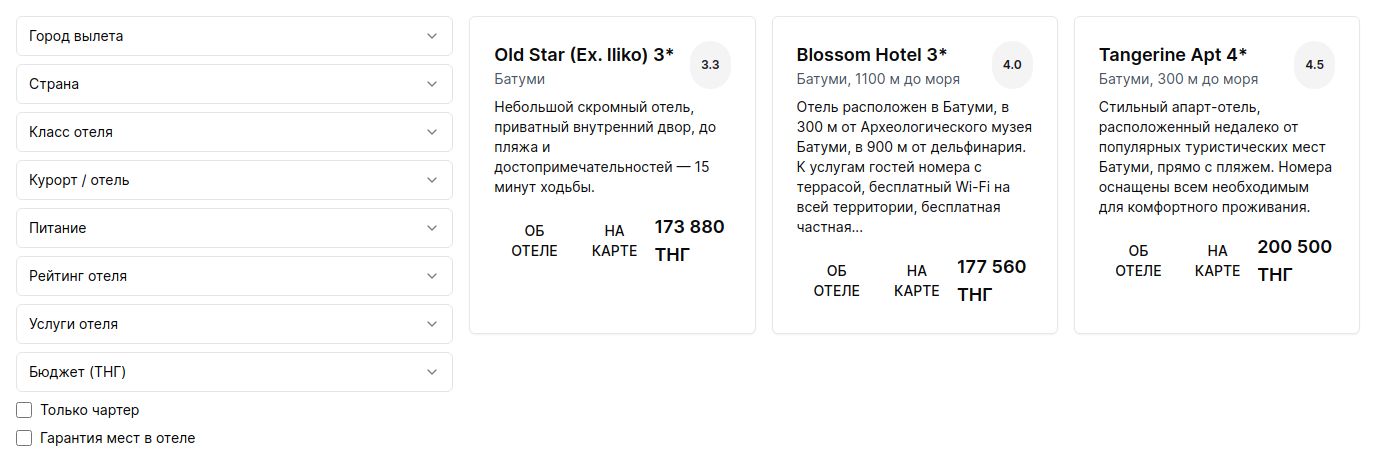 Город вылета
Страна
Класс отеля
Курорт / отель
Питание
Рейтинг отеля
Услуги отеля
Бюджет (ТНГ)
Только чартер
Гарантия мест в отеле
Old Star (Ex. Iliko) 3*
3.3
Батуми
Небольшой скромный отель,
приватный внутренний двор, до
пляжа и
достопримечательностей — 15
минут ходьбы.
ОБ
ОТЕЛЕ
НА
КАРТЕ
173 880
ТНГ
Blossom Hotel 3*
4.0
Батуми, 1100 м до моря
Отель расположен в Батуми, в
300 м от Археологического музея
Батуми, в 900 м от дельфинария.
К услугам гостей номера с
террасой, бесплатный Wi-Fi на
всей территории, бесплатная
частная...
ОБ
ОТЕЛЕ
НА
КАРТЕ
177 560
ТНГ
Tangerine Apt 4*
4.5
Батуми, 300 м до моря
Стильный апарт-отель,
расположенный недалеко от
популярных туристических мест
Батуми, прямо с пляжем. Номера
оснащены всем необходимым
для комфортного проживания.
ОБ
ОТЕЛЕ
НА
КАРТЕ
200 500
ТНГ